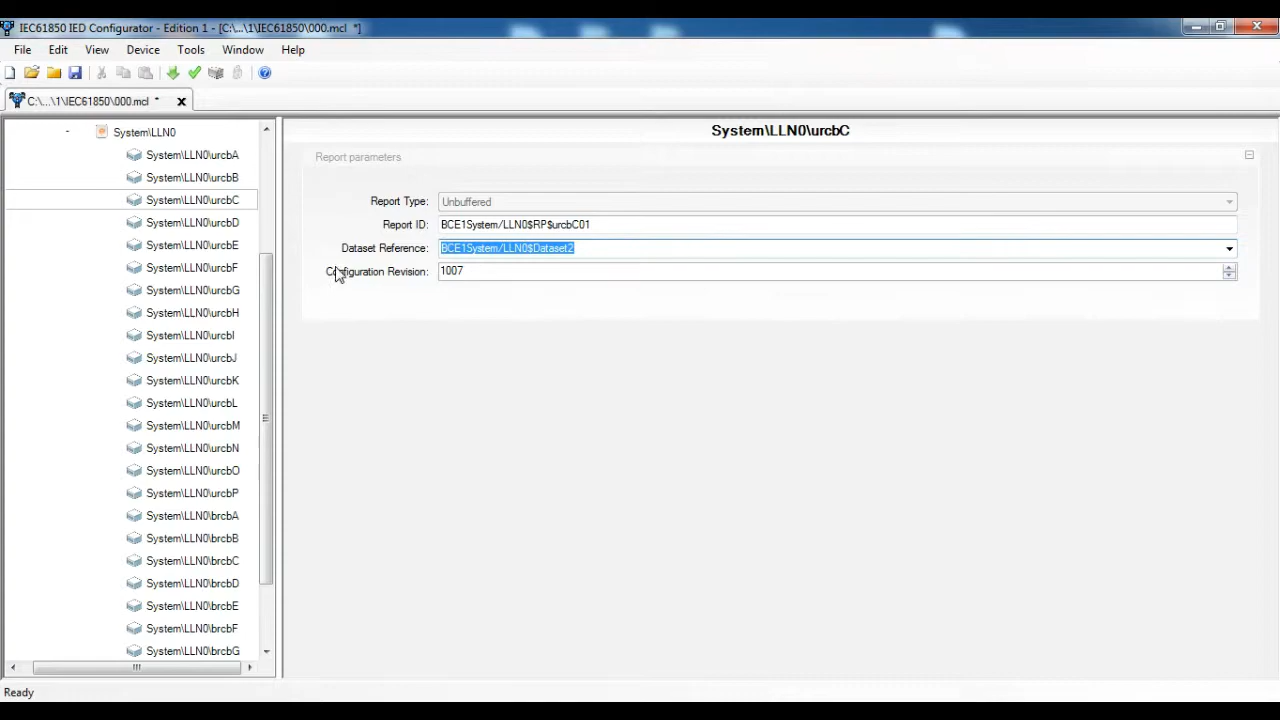 IEC61850 IED Configurator - Edition 1 - [C:\...\1\IEC61850\000.mcl *]
File Edit View Device Tools Window Help
C:\...\1\IEC61850\000.mcl *
System\LLN0
System\LLN0\urcbA
System\LLN0\urcbB
System\LLN0\urcbC
System\LLN0\urcbD
System\LLN0\urcbE
System\LLN0\urcbF
System\LLN0\urcbG
System\LLN0\urcbH
System\LLN0\urcbI
System\LLN0\urcbJ
System\LLN0\urcbK
System\LLN0\urcbL
System\LLN0\urcbM
System\LLN0\urcbN
System\LLN0\urcbO
System\LLN0\urcbP
System\LLN0\brcbA
System\LLN0\brcbB
System\LLN0\brcbC
System\LLN0\brcbD
System\LLN0\brcbE
System\LLN0\brcbF
System\LLN0\brcbG
System\LLN0\urcbC
Report parameters
Report Type: Unbuffered
Report ID: BCE1System/LLN0$RP$urcbC01
Dataset Reference: BCE1System/LLN0$Dataset2
Configuration Revision: 1007
Ready